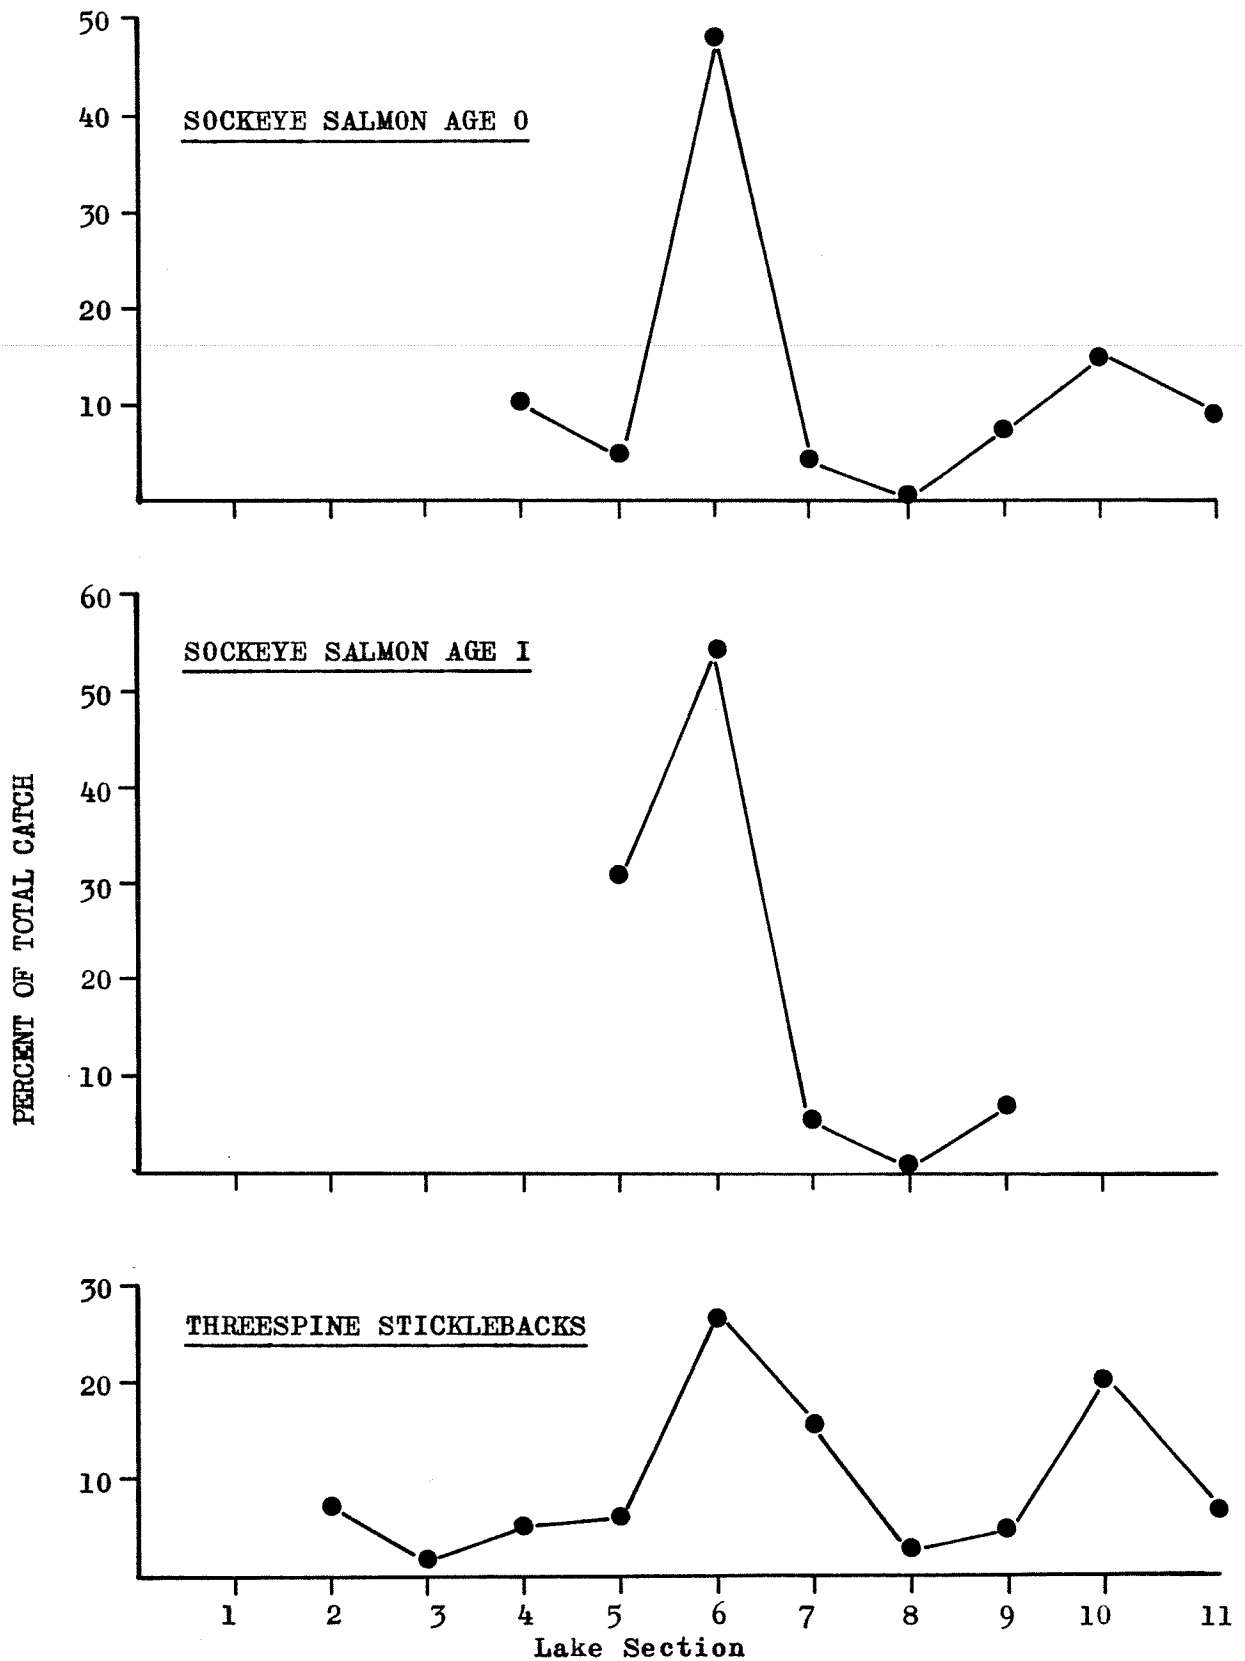 50
SOCKEYE SALMON AGE 0
40
30
20
10
60
SOCKEYE SALMON AGE I
50
40
30
20
10
PERCENT OF TOTAL CATCH
30
THREESPINE STICKLEBACKS
20
10
1 2 3 4 5 6 7 8 9 10 11
Lake Section